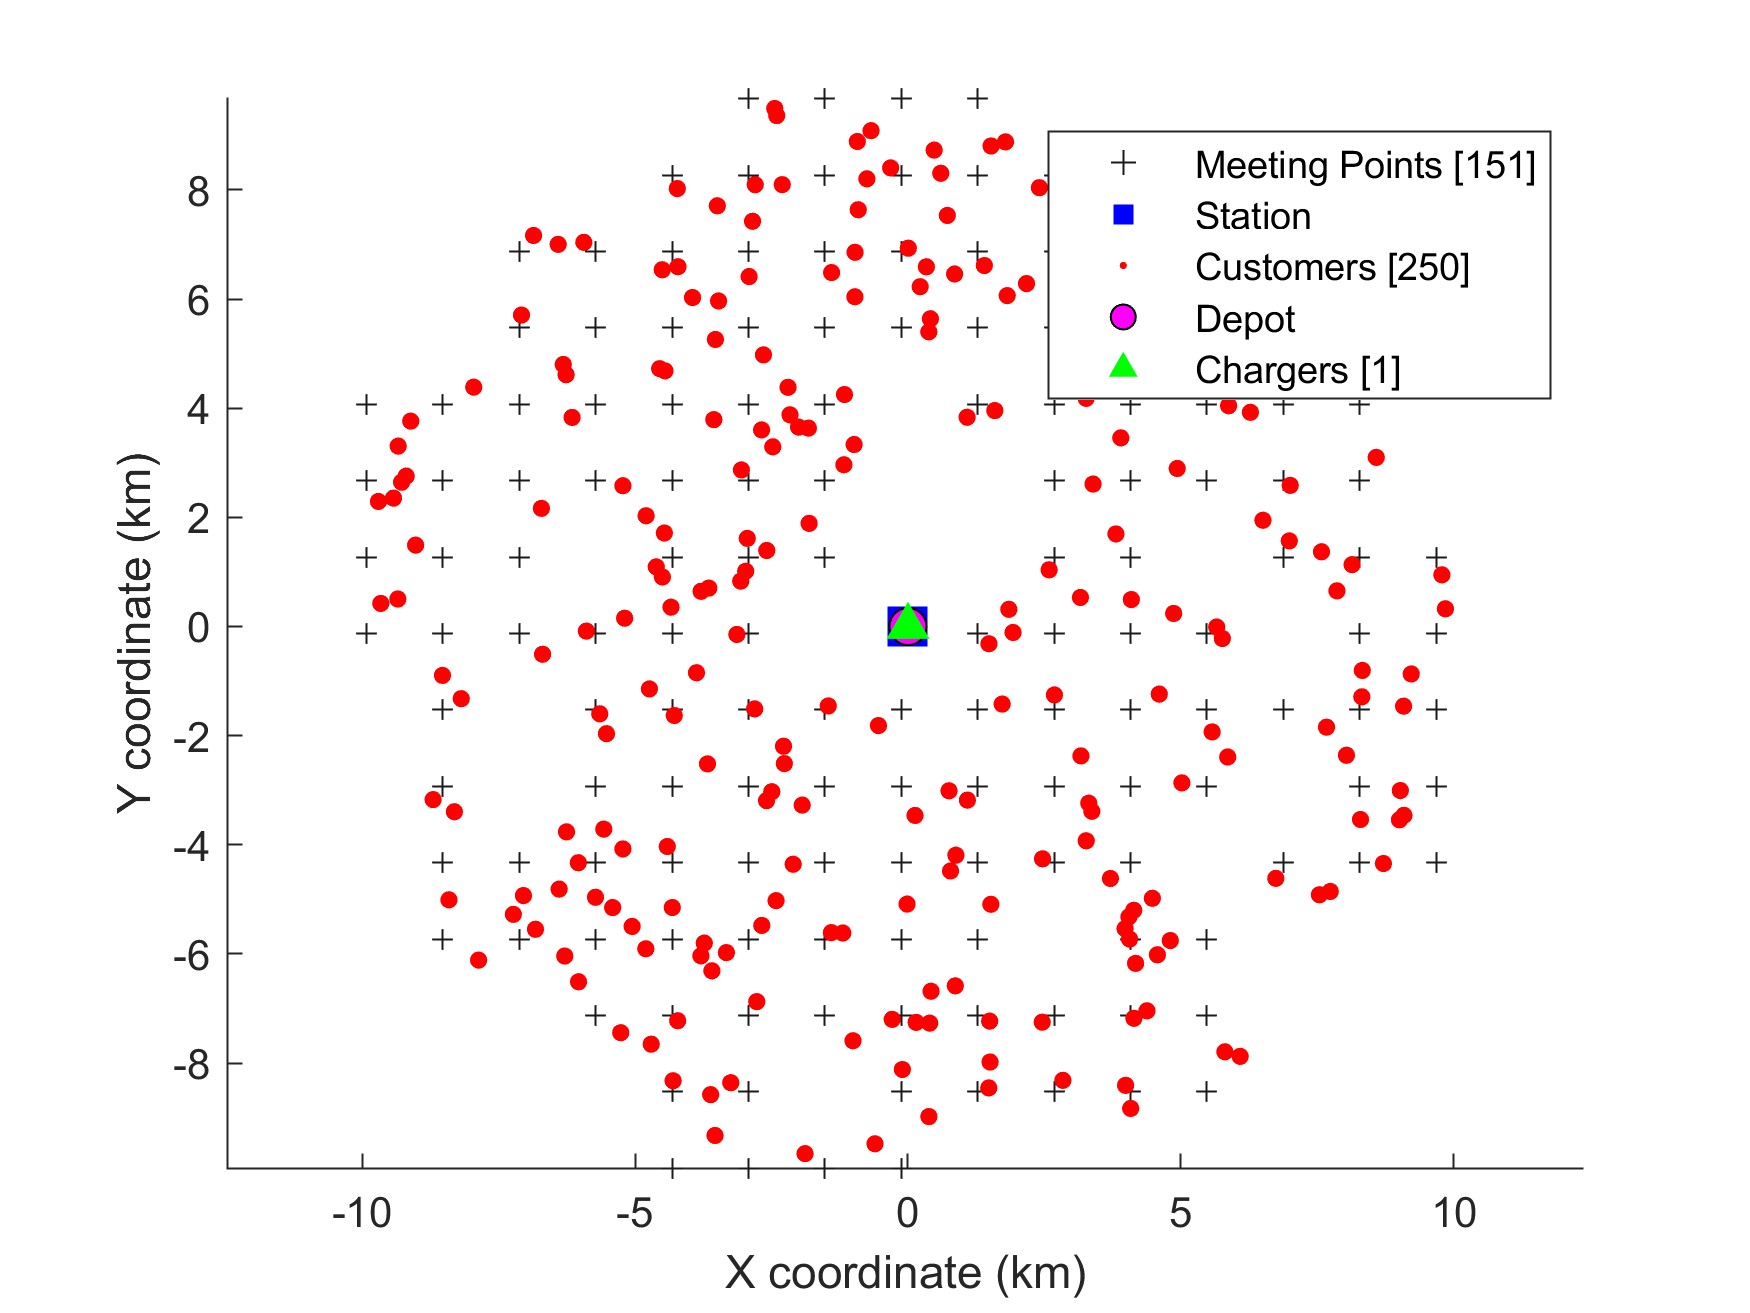 Meeting Points [151]
Station
Customers [250]
Depot
Chargers [1]
8
6
4
2
0
-2
-4
-6
-8
Y coordinate (km)
-10
-5
0
5
10
X coordinate (km)